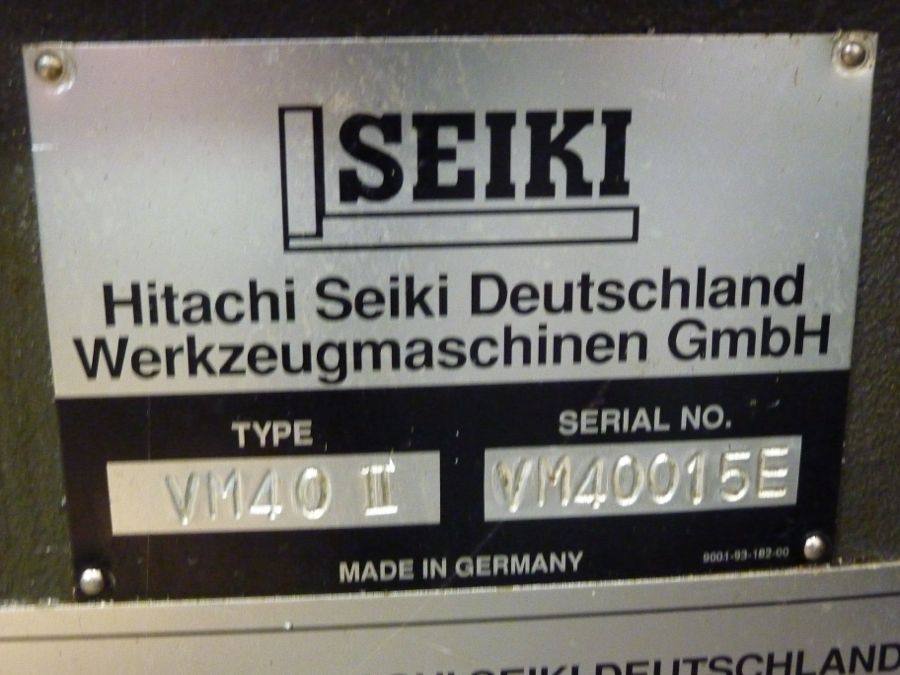 SEIKI
Hitachi Seiki Deutschland
Werkzeugmaschinen GmbH
TYPE
SERIAL NO.
VM40 II
VM40015E
MADE IN GERMANY
9001-93-182-00
SEIKI DEUTSCHLAND